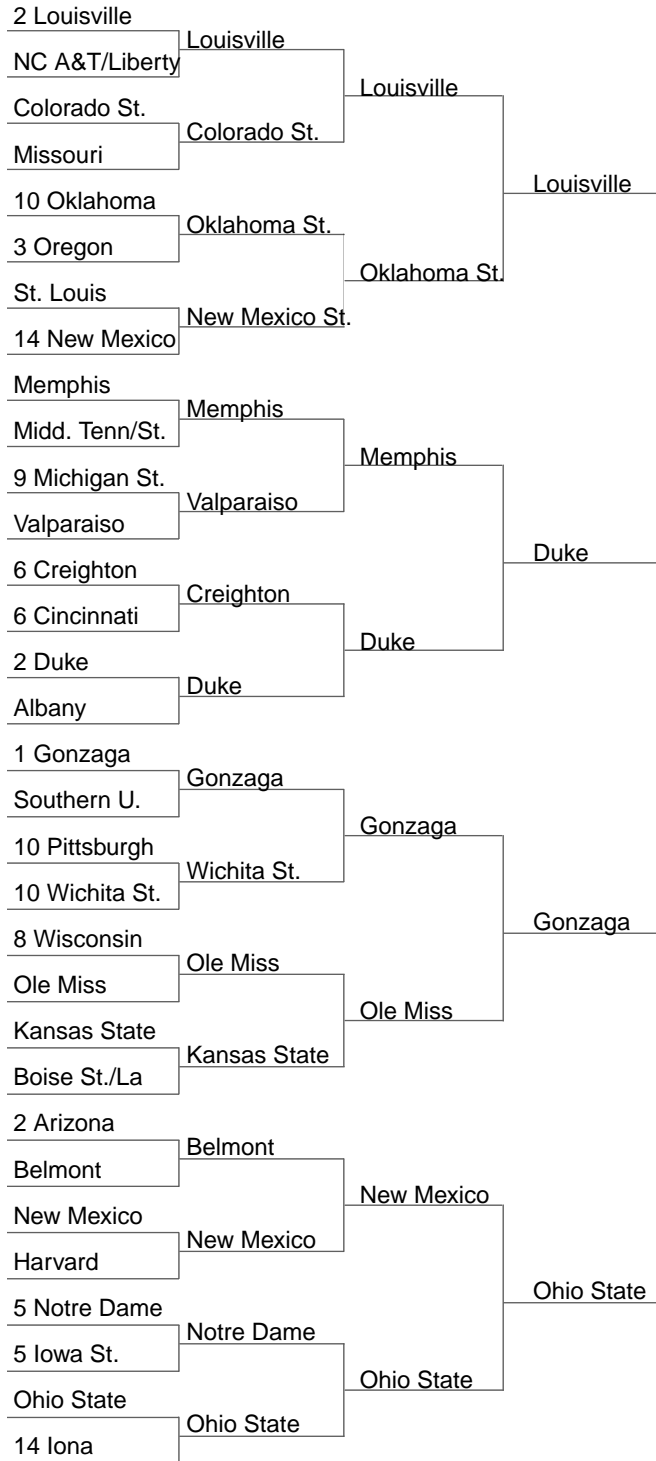 2 Louisville
NC A&T/Liberty
Colorado St.
Missouri
10 Oklahoma
3 Oregon
St. Louis
14 New Mexico
Memphis
Midd. Tenn/St.
9 Michigan St.
Valparaiso
6 Creighton
6 Cincinnati
2 Duke
Albany
1 Gonzaga
Southern U.
10 Pittsburgh
10 Wichita St.
8 Wisconsin
Ole Miss
Kansas State
Boise St./La
2 Arizona
Belmont
New Mexico
Harvard
5 Notre Dame
5 Iowa St.
Ohio State
14 Iona
Louisville
Colorado St.
Oklahoma St.
New Mexico St.
Memphis
Valparaiso
Creighton
Duke
Gonzaga
Wichita St.
Ole Miss
Kansas State
Belmont
New Mexico
Notre Dame
Ohio State
Louisville
Oklahoma St.
Memphis
Duke
Gonzaga
Ole Miss
New Mexico
Ohio State
Louisville
Duke
Gonzaga
Ohio State